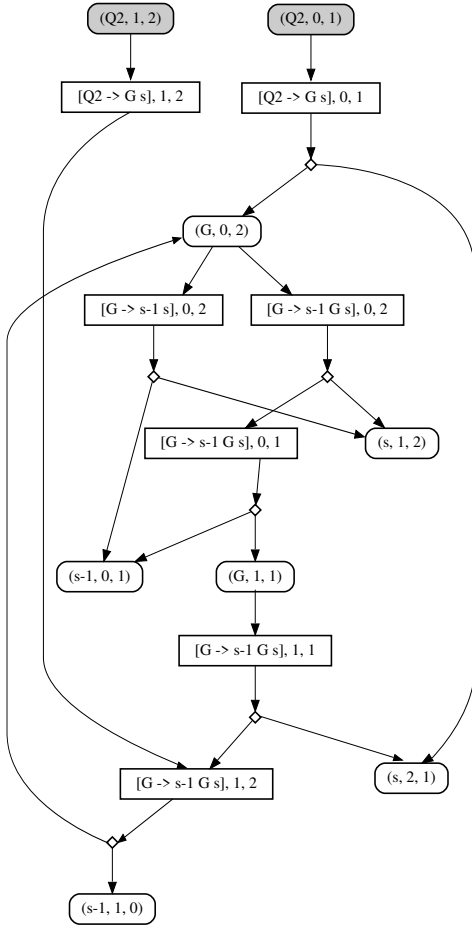 (Q2, 1, 2)
(Q2, 0, 1)
[Q2 -> G s], 1, 2
[Q2 -> G s], 0, 1
(G, 0, 2)
[G -> s-1 s], 0, 2
[G -> s-1 G s], 0, 2
[G -> s-1 G s], 0, 1
(s, 1, 2)
(s-1, 0, 1)
(G, 1, 1)
[G -> s-1 G s], 1, 1
[G -> s-1 G s], 1, 2
(s, 2, 1)
(s-1, 1, 0)